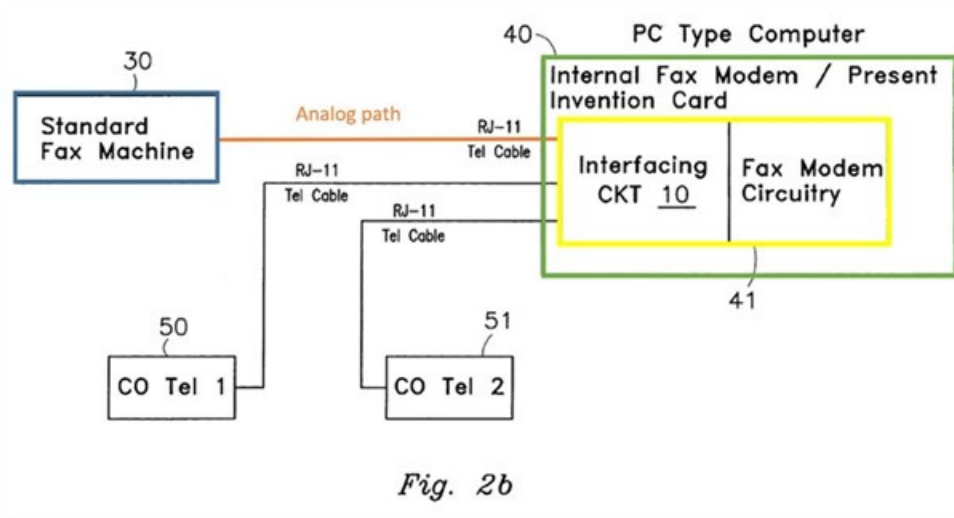 PC Type Computer
40
30
Internal Fax Modem / Present
Invention Card
Standard
Fax Machine
Analog path
RJ-11
Tel Cable
Interfacing
CKT 10
Fax Modem
Circuitry
RJ-11
Tel Cable
RJ-11
Tel Cable
41
50
51
CO Tel 1
CO Tel 2
Fig. 2b